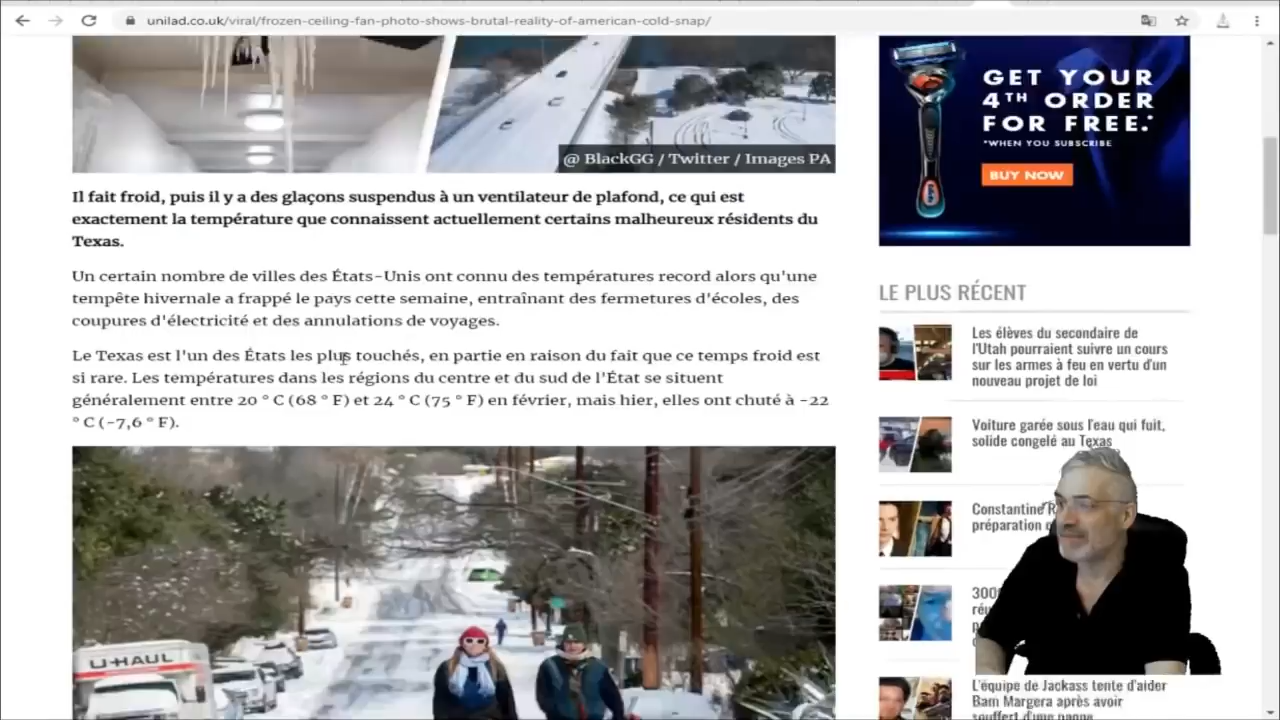 unilad.co.uk/viral/frozen-ceiling-fan-photo-shows-brutal-reality-of-american-cold-snap/
@ BlackGG / Twitter / Images PA
Il fait froid, puis il y a des glaçons suspendus à un ventilateur de plafond, ce qui est
exactement la température que connaissent actuellement certains malheureux résidents du
Texas.
Un certain nombre de villes des États-Unis ont connu des températures record alors qu'une
tempête hivernale a frappé le pays cette semaine, entraînant des fermetures d'écoles, des
coupures d'électricité et des annulations de voyages.
Le Texas est l'un des États les plus touchés, en partie en raison du fait que ce temps froid est
si rare. Les températures dans les régions du centre et du sud de l'État se situent
généralement entre 20 ° C (68 ° F) et 24 ° C (75 ° F) en février, mais hier, elles ont chuté à -22
° C (-7,6 ° F).
U-HAUL
GET YOUR
4TH ORDER
FOR FREE.*
*WHEN YOU SUBSCRIBE
BUY NOW
LE PLUS RÉCENT
Les élèves du secondaire de
l'Utah pourraient suivre un cours
sur les armes à feu en vertu d'un
nouveau projet de loi
Voiture garée sous l'eau qui fuit,
solide congelé au Texas
Constantine
préparation
L'équipe de Jackass tente d'aider
Bam Margera après avoir
souffert d'une panne